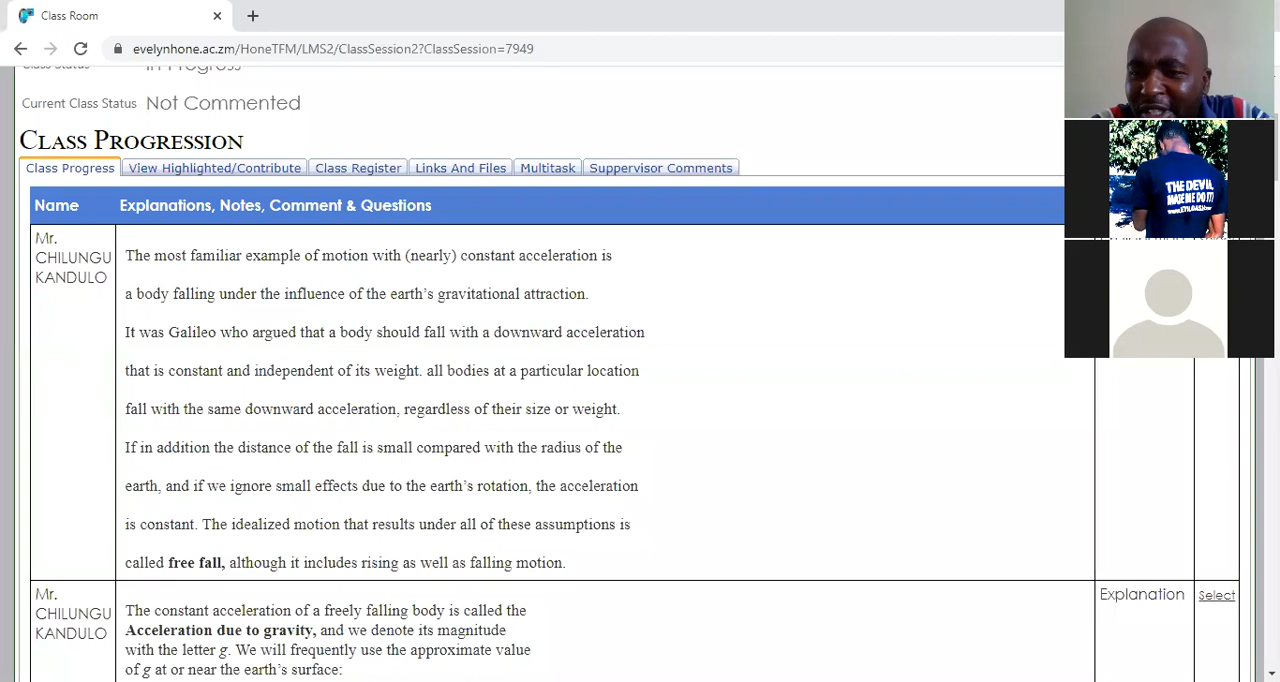 Class Room
evelynhone.ac.zm/HoneTFM/LMS2/ClassSession2?ClassSession=7949
Class Status In Progress
Current Class Status Not Commented
CLASS PROGRESSION
Class Progress View Highlighted/Contribute Class Register Links And Files Multitask Suppervisor Comments
Name Explanations, Notes, Comment & Questions
Mr.
CHILUNGU
KANDULO
The most familiar example of motion with (nearly) constant acceleration is
a body falling under the influence of the earth’s gravitational attraction.
It was Galileo who argued that a body should fall with a downward acceleration
that is constant and independent of its weight. all bodies at a particular location
fall with the same downward acceleration, regardless of their size or weight.
If in addition the distance of the fall is small compared with the radius of the
earth, and if we ignore small effects due to the earth’s rotation, the acceleration
is constant. The idealized motion that results under all of these assumptions is
called free fall, although it includes rising as well as falling motion.
Mr.
CHILUNGU
KANDULO
The constant acceleration of a freely falling body is called the
Acceleration due to gravity, and we denote its magnitude
with the letter g. We will frequently use the approximate value
of g at or near the earth’s surface:
Explanation Select
THE DEVIL
MADE ME DO IT!